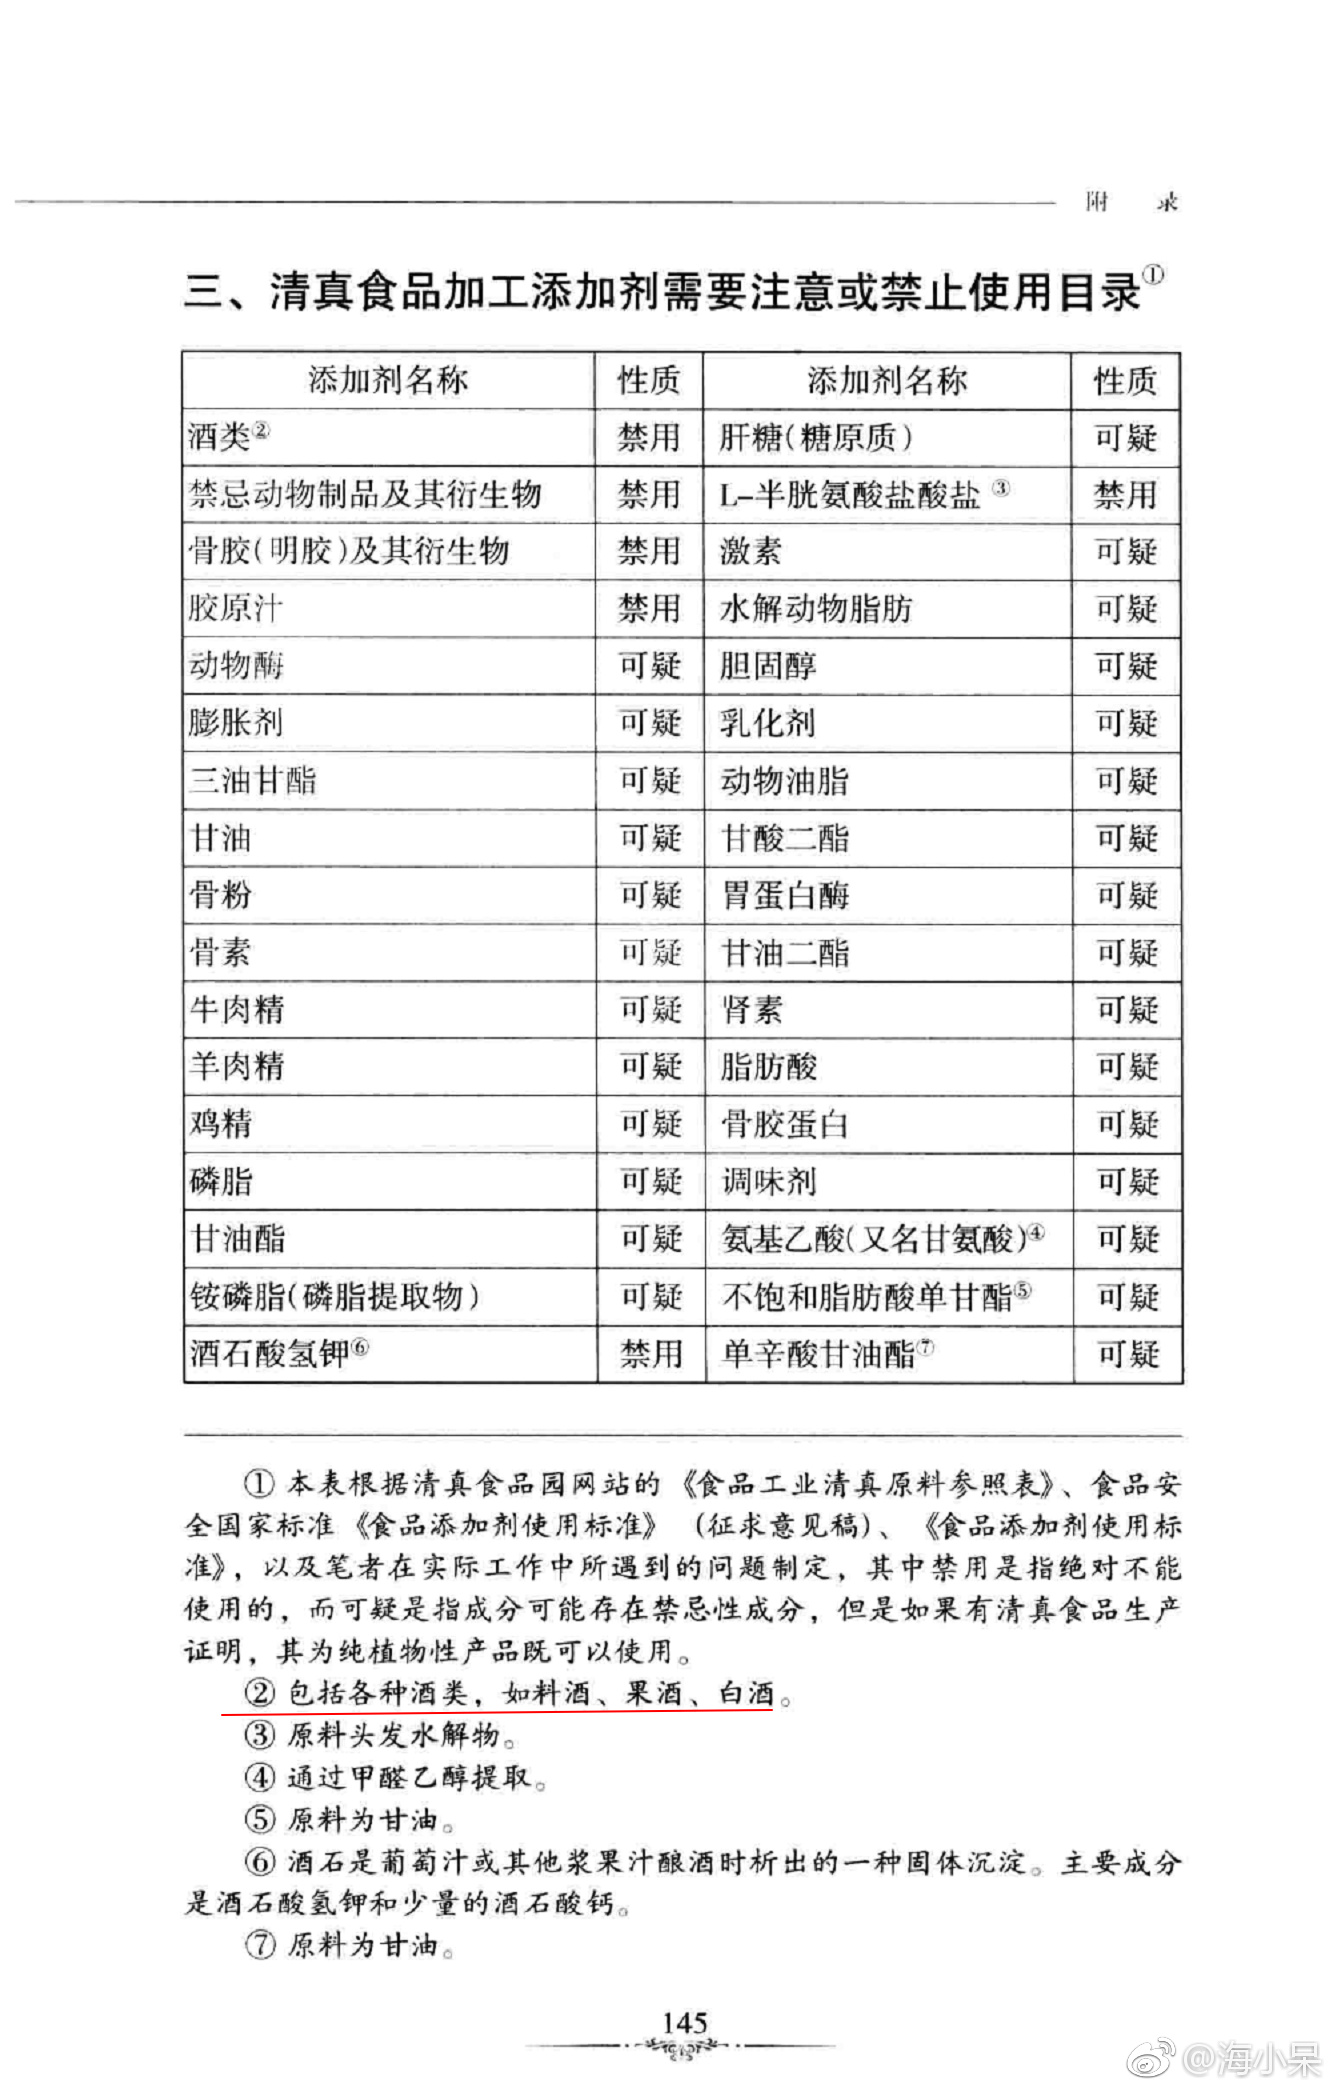 附 录
三、清真食品加工添加剂需要注意或禁止使用目录①
添加剂名称 性质 添加剂名称 性质
酒类② 禁用 肝糖(糖原质) 可疑
禁忌动物制品及其衍生物 禁用 L-半胱氨酸盐酸盐③ 禁用
骨胶(明胶)及其衍生物 禁用 激素 可疑
胶原汁 禁用 水解动物脂肪 可疑
动物酶 可疑 胆固醇 可疑
膨胀剂 可疑 乳化剂 可疑
三油甘酯 可疑 动物油脂 可疑
甘油 可疑 甘酸二酯 可疑
骨粉 可疑 胃蛋白酶 可疑
骨素 可疑 甘油二酯 可疑
牛肉精 可疑 肾素 可疑
羊肉精 可疑 脂肪酸 可疑
鸡精 可疑 骨胶蛋白 可疑
磷脂 可疑 调味剂 可疑
甘油酯 可疑 氨基乙酸(又名甘氨酸)④ 可疑
铵磷脂(磷脂提取物) 可疑 不饱和脂肪酸单甘酯⑤ 可疑
酒石酸氢钾⑥ 禁用 单辛酸甘油酯⑦ 可疑
① 本表根据清真食品园网站的《食品工业清真原料参照表》、食品安
全国家标准《食品添加剂使用标准》（征求意见稿）、《食品添加剂使用标
准》，以及笔者在实际工作中所遇到的问题制定，其中禁用是指绝对不能
使用的，而可疑是指成分可能存在禁忌性成分，但是如果有清真食品生产
证明，其为纯植物性产品既可以使用。
② 包括各种酒类，如料酒、果酒、白酒。
③ 原料头发水解物。
④ 通过甲醛乙醇提取。
⑤ 原料为甘油。
⑥ 酒石是葡萄汁或其他浆果汁酿酒时析出的一种固体沉淀。主要成分
是酒石酸氢钾和少量的酒石酸钙。
⑦ 原料为甘油。
145
@海小呆